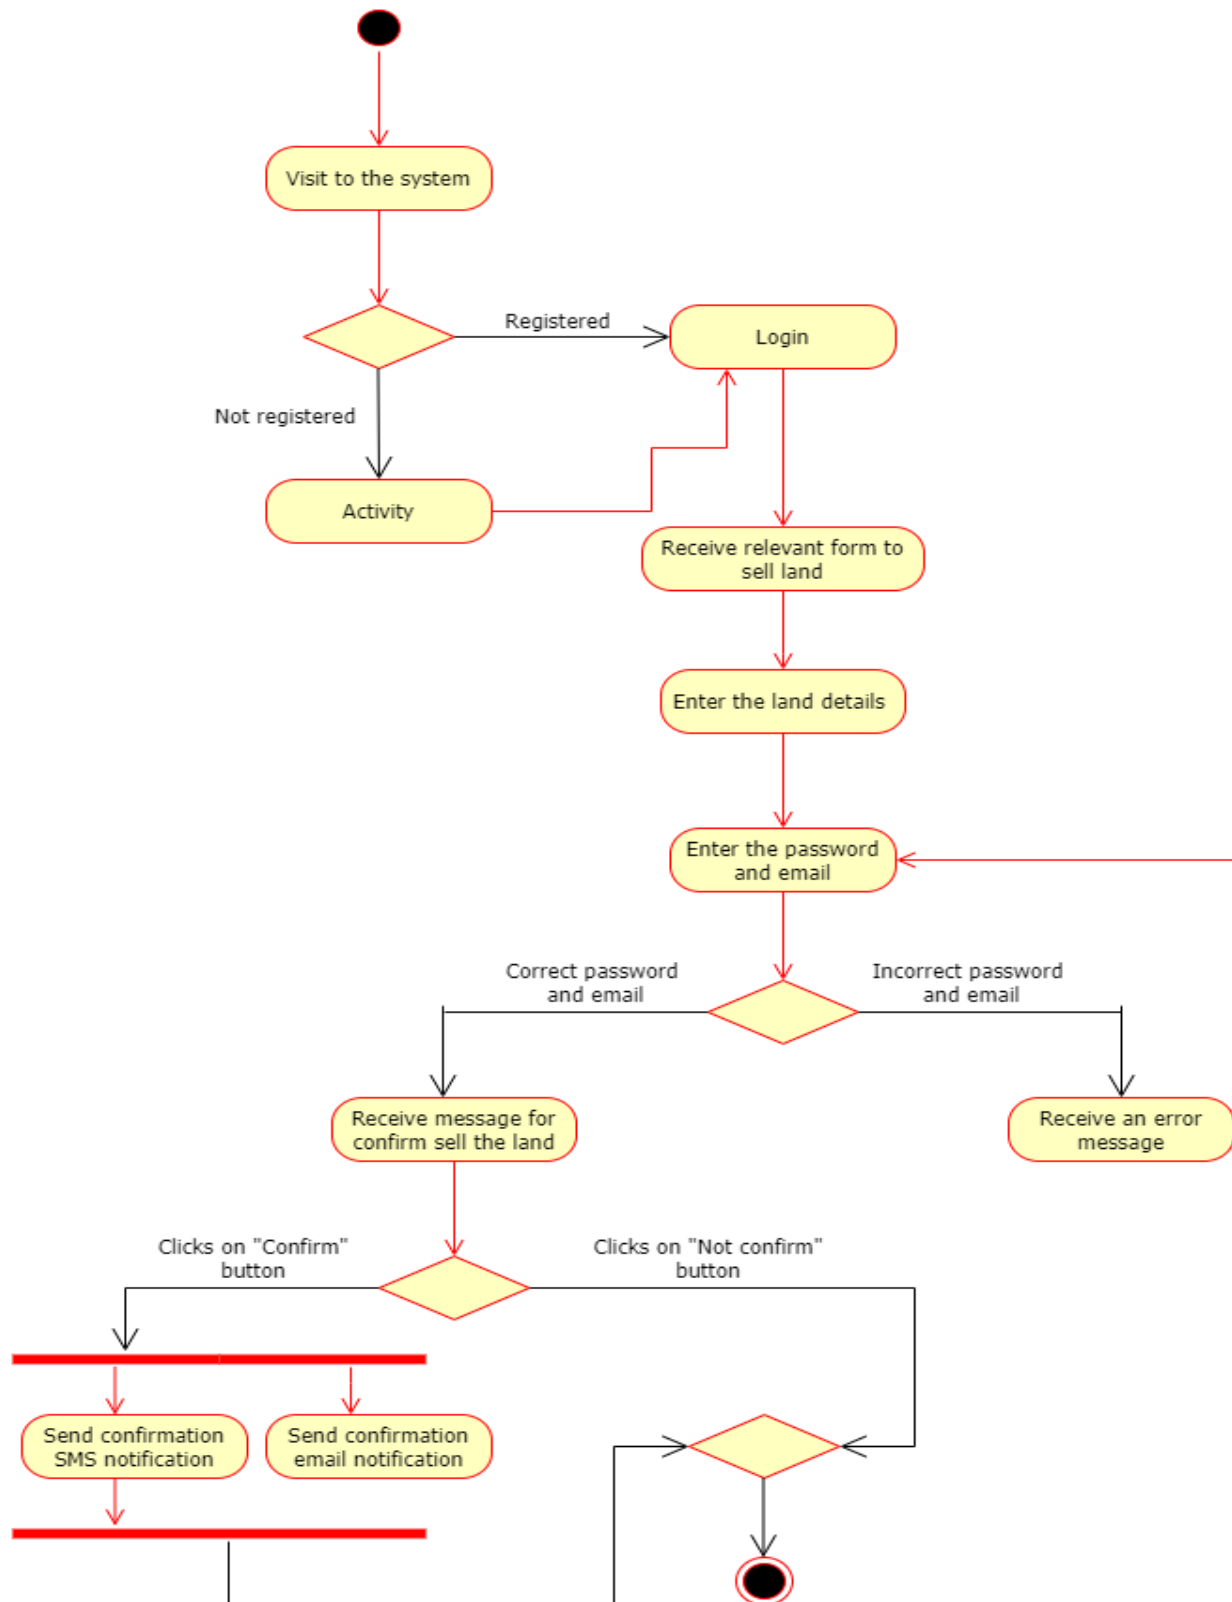 Visit to the system
Registered
Login
Not registered
Activity
Receive relevant form to
sell land
Enter the land details
Enter the password
and email
Correct password
and email
Incorrect password
and email
Receive message for
confirm sell the land
Receive an error
message
Clicks on "Confirm"
button
Clicks on "Not confirm"
button
Send confirmation
SMS notification
Send confirmation
email notification